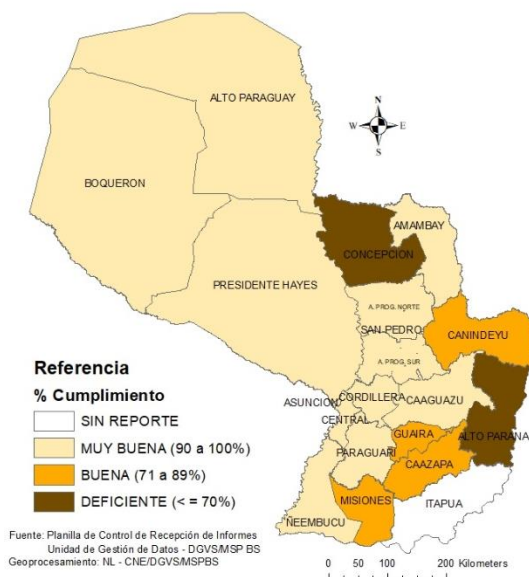 ALTO PARAGUAY
N
W E
S
BOQUERON
AMAMBAY
CONCEPCION
PRESIDENTE HAYES
A. PROG. NORTE
SAN PEDRO
CANINDEYU
A. PROG. SUR
Referencia
% Cumplimiento
SIN REPORTE
MUY BUENA (90 a 100%)
BUENA (71 a 89%)
DEFICIENTE (< = 70%)
ASUNCION
CORDILLERA
CAAGUAZU
CENTRAL
GUAIRA
ALTO PARANA
PARAGUARI
CAAZAPA
MISIONES
ITAPUA
ÑEEMBUCU
Fuente: Planilla de Control de Recepción de Informes
Unidad de Gestión de Datos - DGVS/MSP BS
Geoprocesamiento: NL - CNE/DGVS/MSPBS
0 50 100 200 Kilometers